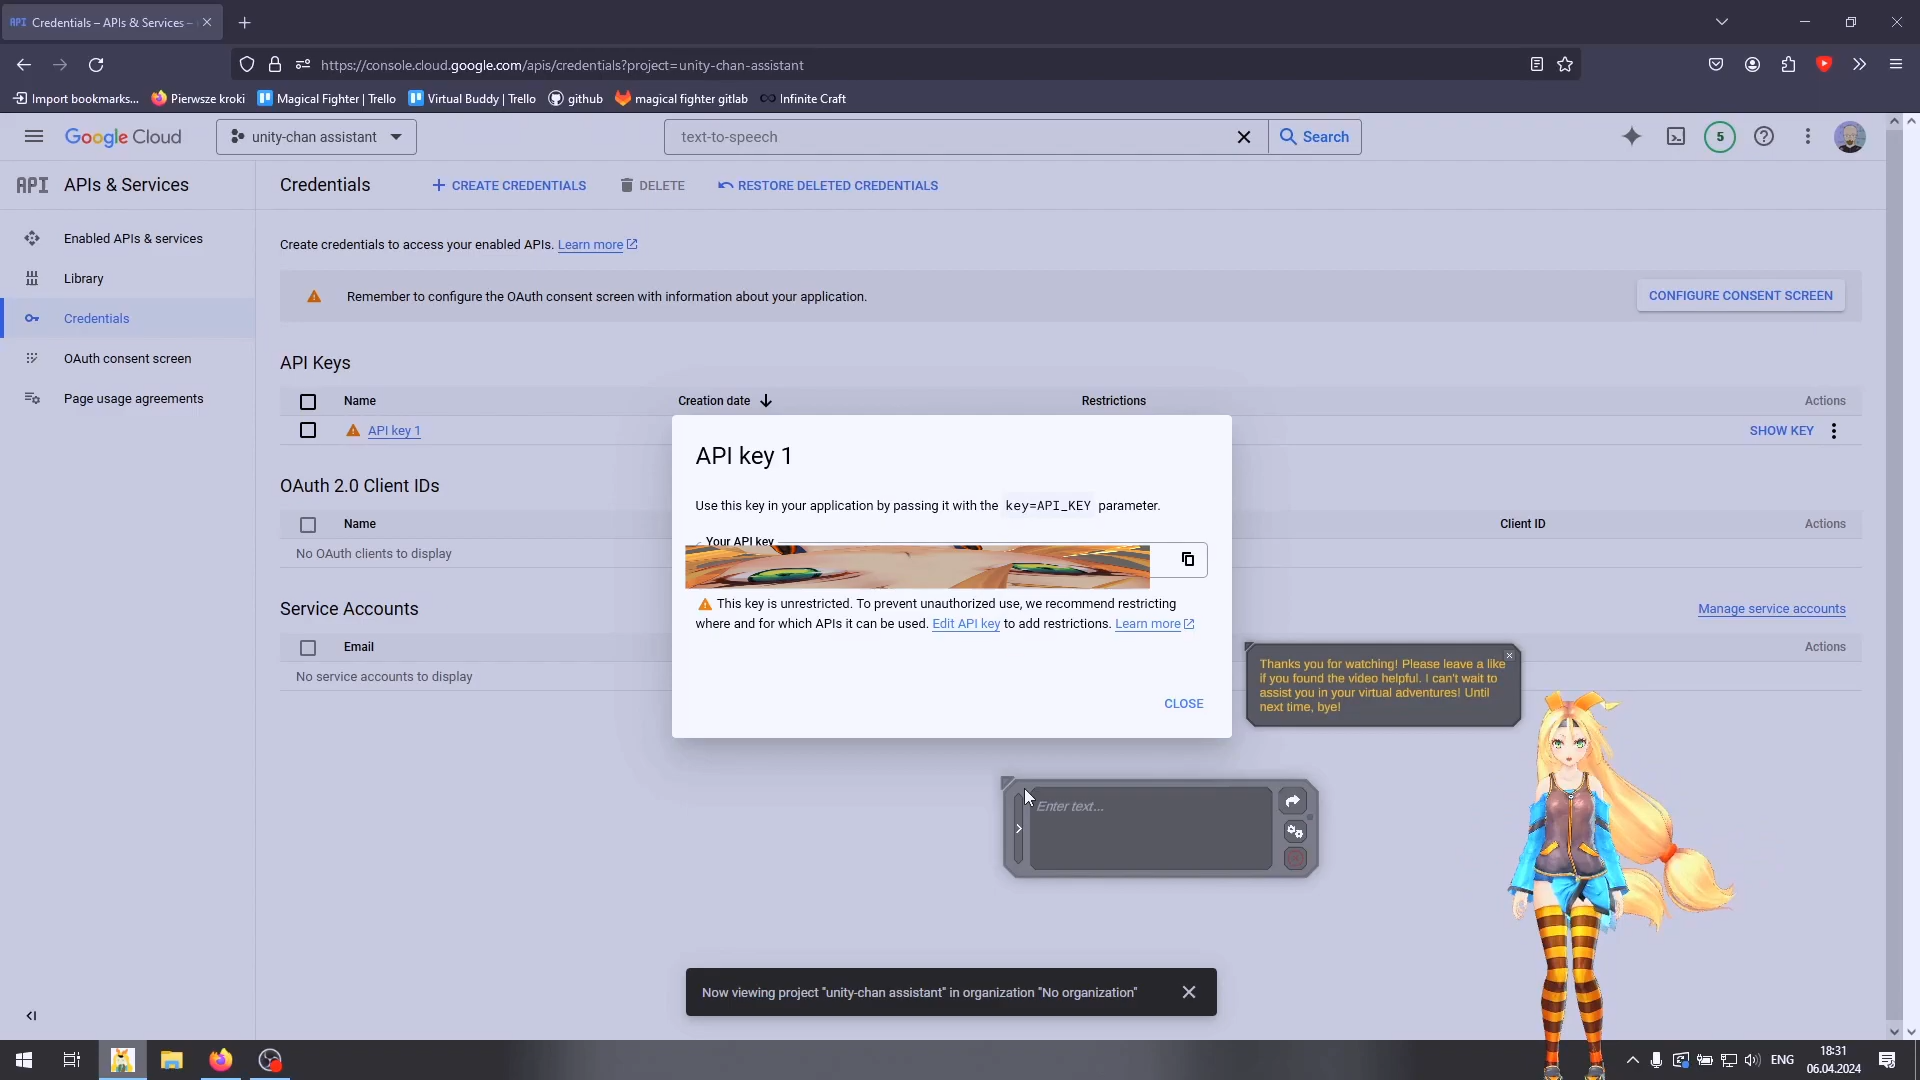 API Credentials – APIs & Services –
https://console.cloud.google.com/apis/credentials?project=unity-chan-assistant
Import bookmarks... Pierwsze kroki Magical Fighter | Trello Virtual Buddy | Trello github magical fighter gitlab Infinite Craft
Google Cloud unity-chan assistant text-to-speech Search 5
API APIs & Services
Credentials CREATE CREDENTIALS DELETE RESTORE DELETED CREDENTIALS
Enabled APIs & services
Library
Credentials
OAuth consent screen
Page usage agreements
Create credentials to access your enabled APIs. Learn more
Remember to configure the OAuth consent screen with information about your application. CONFIGURE CONSENT SCREEN
API Keys
Name Creation date Restrictions Actions
API key 1 SHOW KEY
OAuth 2.0 Client IDs
Name Client ID Actions
No OAuth clients to display
Service Accounts Manage service accounts
Email Actions
No service accounts to display
API key 1
Use this key in your application by passing it with the key=API_KEY parameter.
Your API key
This key is unrestricted. To prevent unauthorized use, we recommend restricting
where and for which APIs it can be used. Edit API key to add restrictions. Learn more
CLOSE
Thanks you for watching! Please leave a like
if you found the video helpful. I can't wait to
assist you in your virtual adventures! Until
next time, bye!
Enter text...
Now viewing project "unity-chan assistant" in organization "No organization"
ENG
18:31
06.04.2024